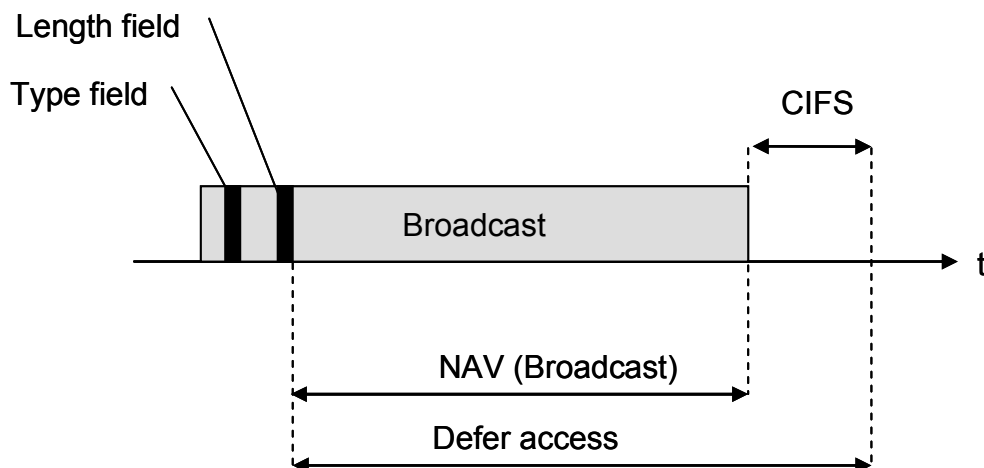 Length field
Type field
CIFS
Broadcast
t
NAV (Broadcast)
Defer access